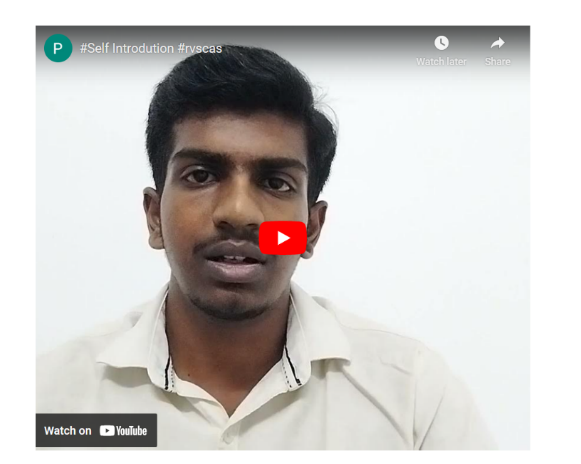 P #Self Introdution #rvscas
Watch later Share
Watch on YouTube